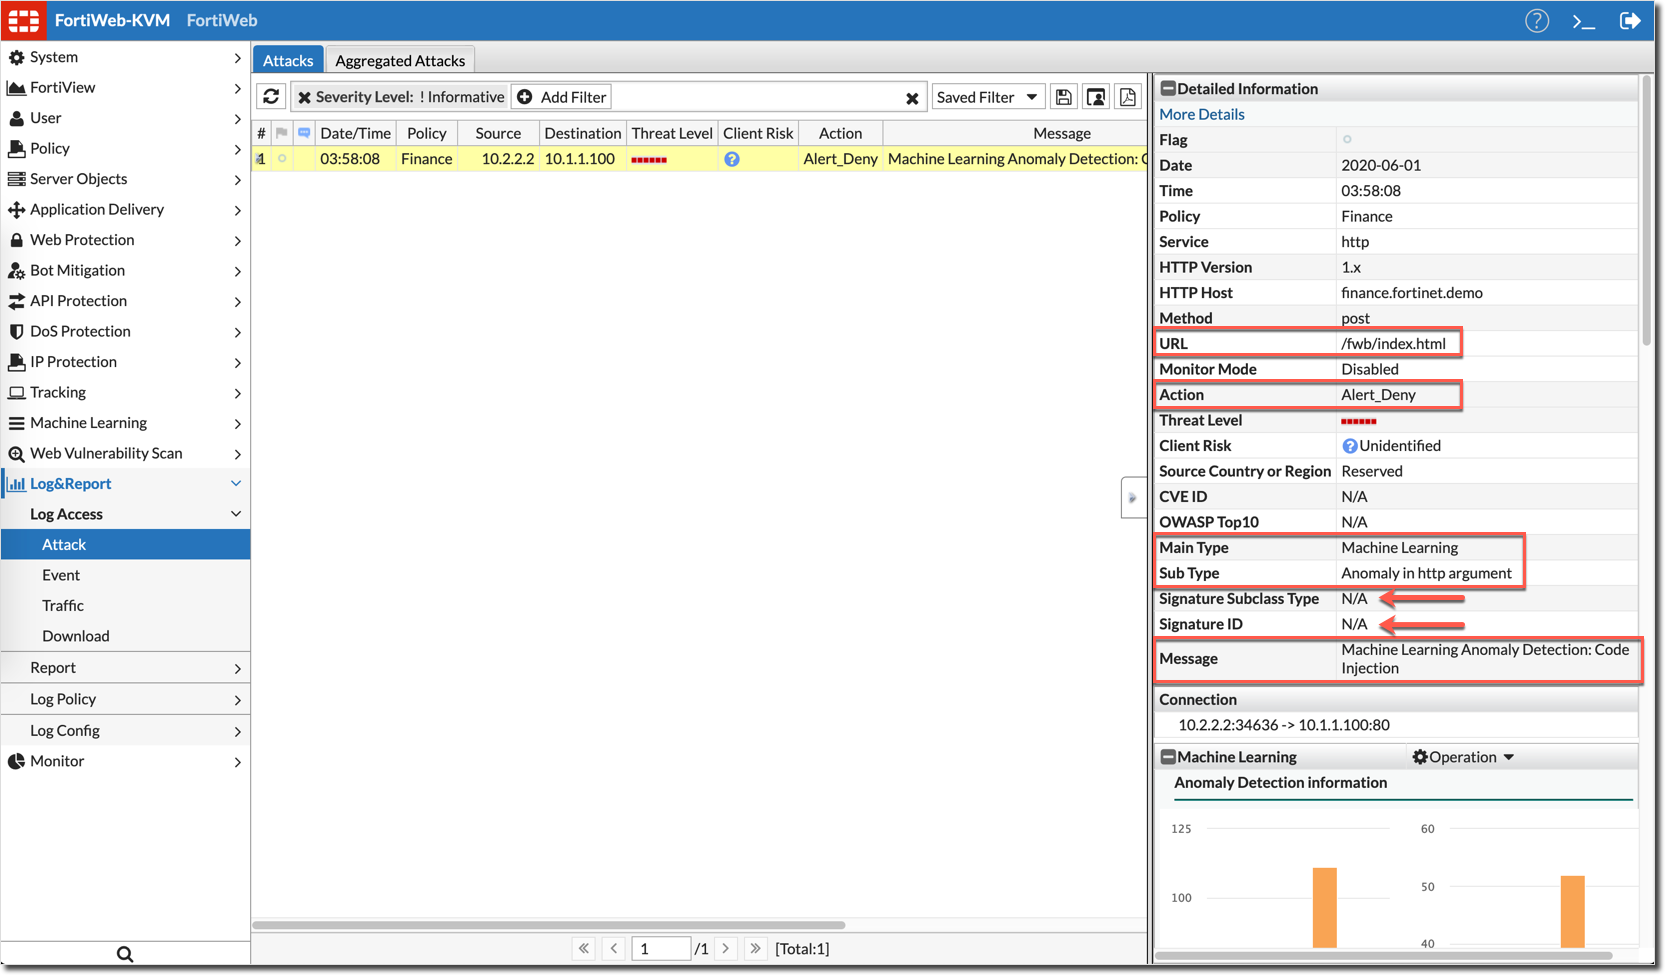 FortiWeb-KVM FortiWeb
System
FortiView
User
Policy
Server Objects
Application Delivery
Web Protection
Bot Mitigation
API Protection
DoS Protection
IP Protection
Tracking
Machine Learning
Web Vulnerability Scan
Log&Report
Log Access
Attack
Event
Traffic
Download
Report
Log Policy
Log Config
Monitor
Attacks Aggregated Attacks
Severity Level: ! Informative Add Filter Saved Filter
# Date/Time Policy Source Destination Threat Level Client Risk Action Message
1 03:58:08 Finance 10.2.2.2 10.1.1.100 Alert_Deny Machine Learning Anomaly Detection: C
1 /1 [Total:1]
Detailed Information
More Details
Flag
Date 2020-06-01
Time 03:58:08
Policy Finance
Service http
HTTP Version 1.x
HTTP Host finance.fortinet.demo
Method post
URL /fwb/index.html
Monitor Mode Disabled
Action Alert_Deny
Threat Level
Client Risk Unidentified
Source Country or Region Reserved
CVE ID N/A
OWASP Top10 N/A
Main Type Machine Learning
Sub Type Anomaly in http argument
Signature Subclass Type N/A
Signature ID N/A
Message Machine Learning Anomaly Detection: Code
Injection
Connection
10.2.2.2:34636 -> 10.1.1.100:80
Machine Learning Operation
Anomaly Detection information
125 60
100 50
40